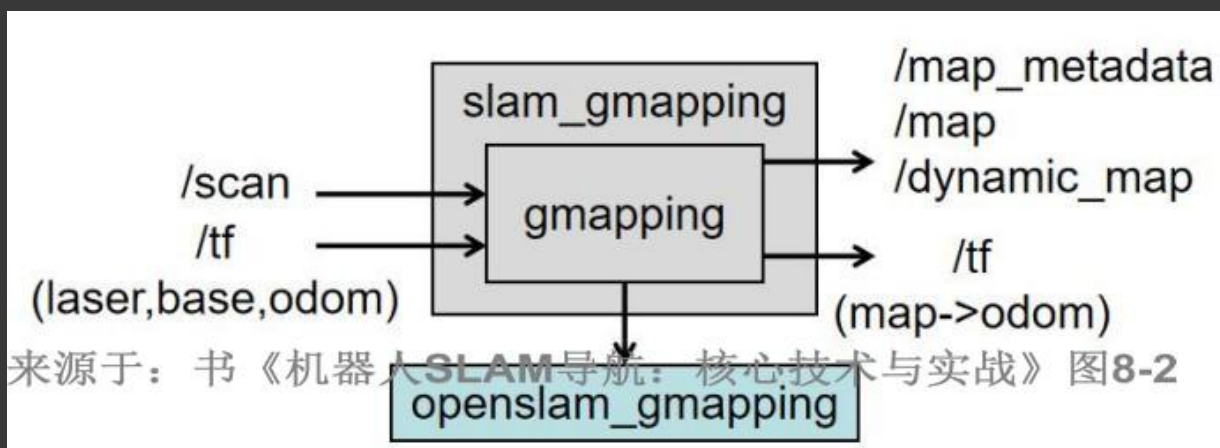 slam_gmapping
gmapping
/scan
/tf
(laser,base,odom)
/map_metadata
/map
/dynamic_map
/tf
(map->odom)
来源于：书《机器人SLAM导航：核心技术与实战》图8-2
openslam_gmapping